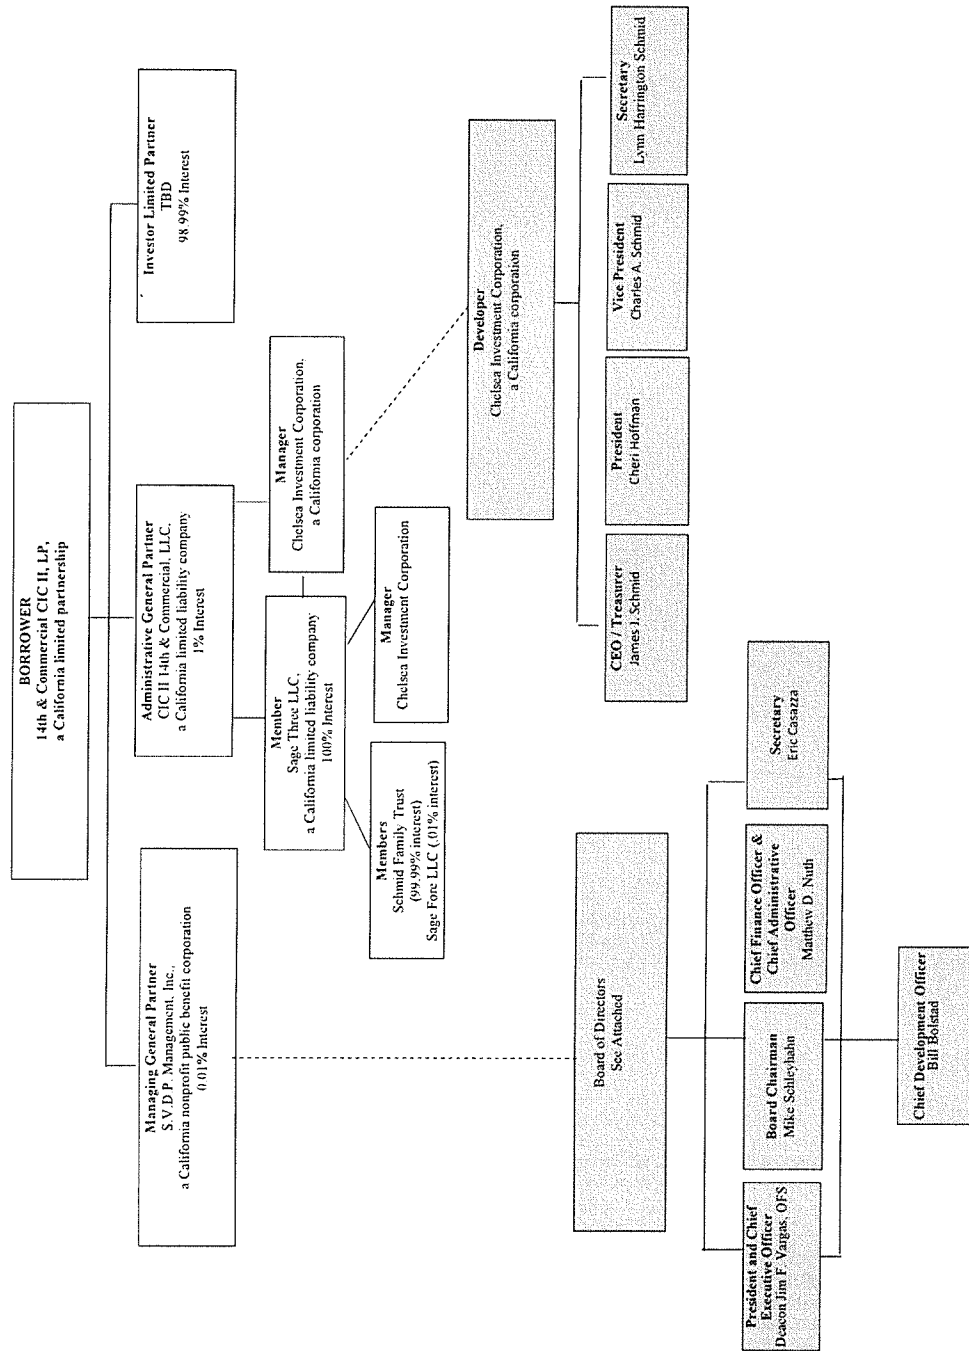 BORROWER
14th & Commercial CIC II, LP,
a California limited partnership
Managing General Partner
S.V.D P. Management, Inc.,
a California nonprofit public benefit corporation
0.01% Interest
Administrative General Partner
CIC II 14th & Commercial, LLC,
a California limited liability company
1% Interest
Investor Limited Partner
TBD
98.99% Interest
Member
Sage Three LLC,
a California limited liability company
100% Interest
Manager
Chelsea Investment Corporation,
a California corporation
Members
Schmid Family Trust
(99.99% interest)
Sage Fore LLC (.01% interest)
Manager
Chelsea Investment Corporation
Developer
Chelsea Investment Corporation,
a California corporation
CEO / Treasurer
James J. Schmid
President
Cheri Hoffman
Vice President
Charles A. Schmid
Secretary
Lynn Harrington Schmid
Board of Directors
See Attached
President and Chief
Executive Officer
Deacon Jim F. Vargas, OFS
Board Chairman
Mike Schleyhahn
Chief Finance Officer &
Chief Administrative
Officer
Matthew D. Nuth
Secretary
Eric Casazza
Chief Development Officer
Bill Bolstad